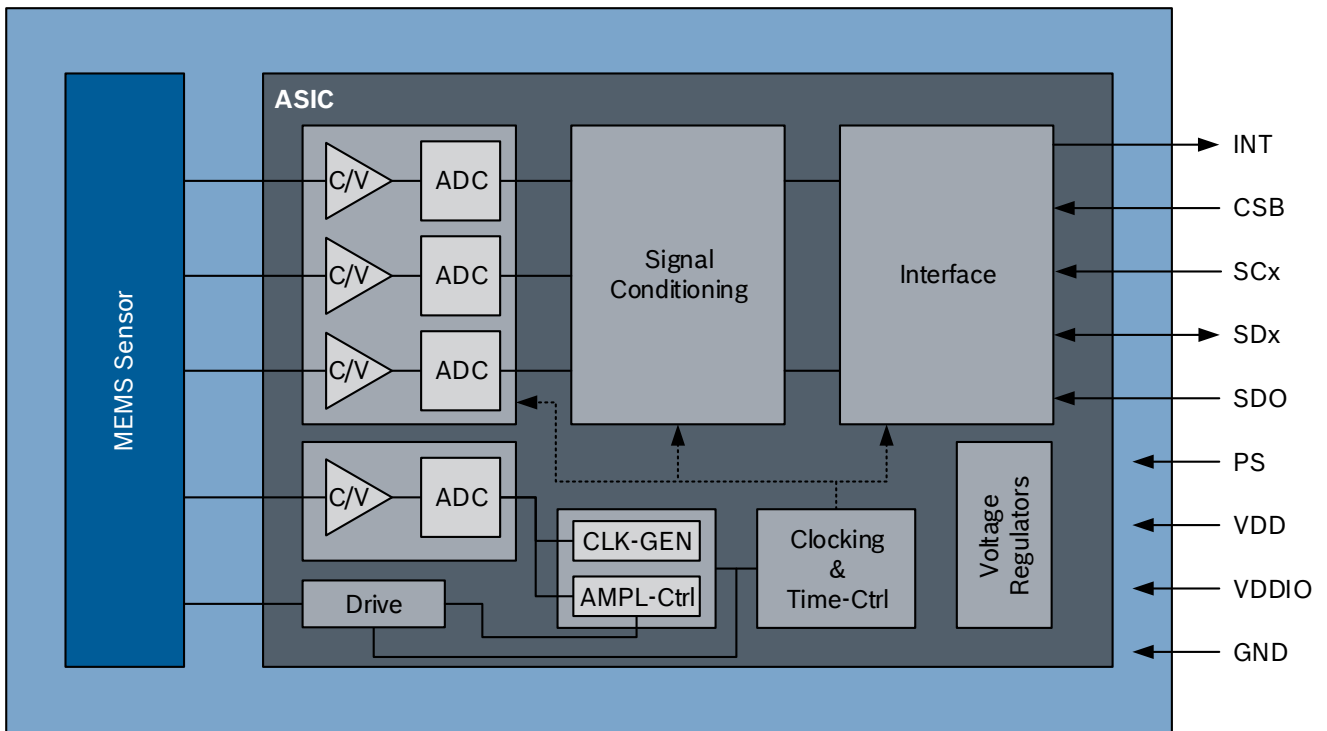 ASIC
MEMS Sensor
C/V
ADC
C/V
ADC
C/V
ADC
Signal
Conditioning
Interface
INT
CSB
SCx
SDx
SDO
PS
VDD
VDDIO
GND
C/V
ADC
CLK-GEN
AMPL-Ctrl
Drive
Clocking
&
Time-Ctrl
Voltage
Regulators